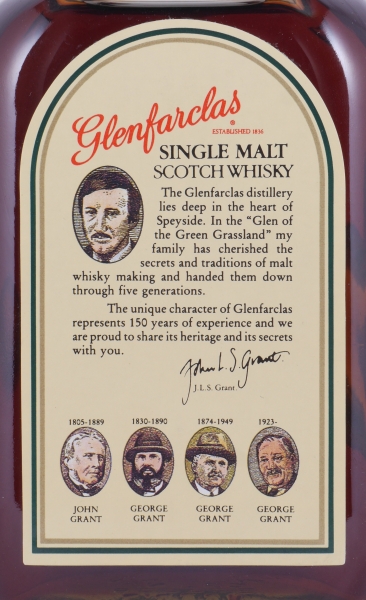 Glenfarclas
®
ESTABLISHED 1836
SINGLE MALT
SCOTCH WHISKY
The Glenfarclas distillery
lies deep in the heart of
Speyside. In the “Glen of
the Green Grassland” my
family has cherished the
secrets and traditions of malt
whisky making and handed them down
through five generations.
The unique character of Glenfarclas
represents 150 years of experience and we
are proud to share its heritage and its secrets
with you.
John L. S. Grant.
J.L.S. Grant.
1805-1889 1830-1890 1874-1949 1923-
JOHN GEORGE GEORGE GEORGE
GRANT GRANT GRANT GRANT